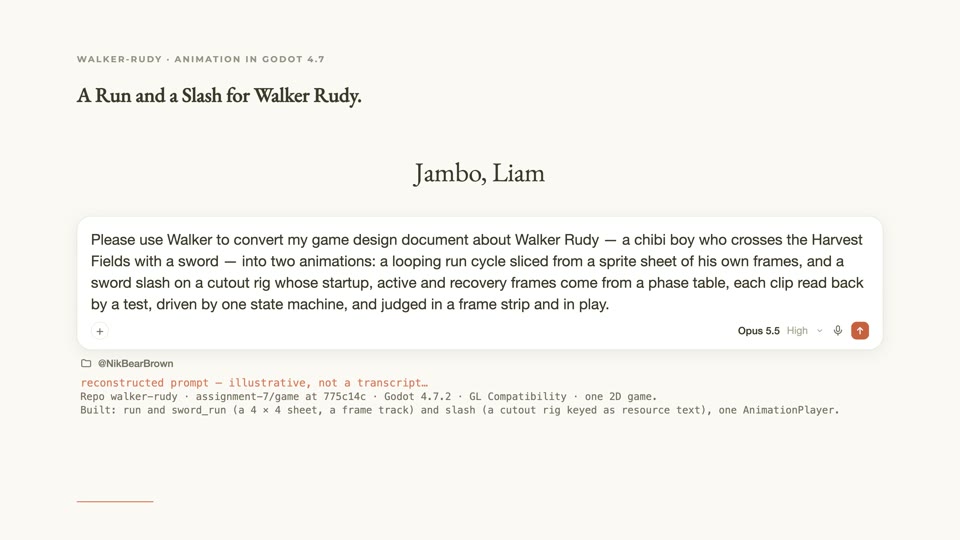 WALKER-RUDY · ANIMATION IN GODOT 4.7
A Run and a Slash for Walker Rudy.
Jambo, Liam
Please use Walker to convert my game design document about Walker Rudy — a chibi boy who crosses the Harvest
Fields with a sword — into two animations: a looping run cycle sliced from a sprite sheet of his own frames, and a
sword slash on a cutout rig whose startup, active and recovery frames come from a phase table, each clip read back
by a test, driven by one state machine, and judged in a frame strip and in play.
+ Opus 5.5 High
@NikBearBrown
reconstructed prompt — illustrative, not a transcript…
Repo walker-rudy · assignment-7/game at 775c14c · Godot 4.7.2 · GL Compatibility · one 2D game.
Built: run and sword_run (a 4 × 4 sheet, a frame track) and slash (a cutout rig keyed as resource text), one AnimationPlayer.